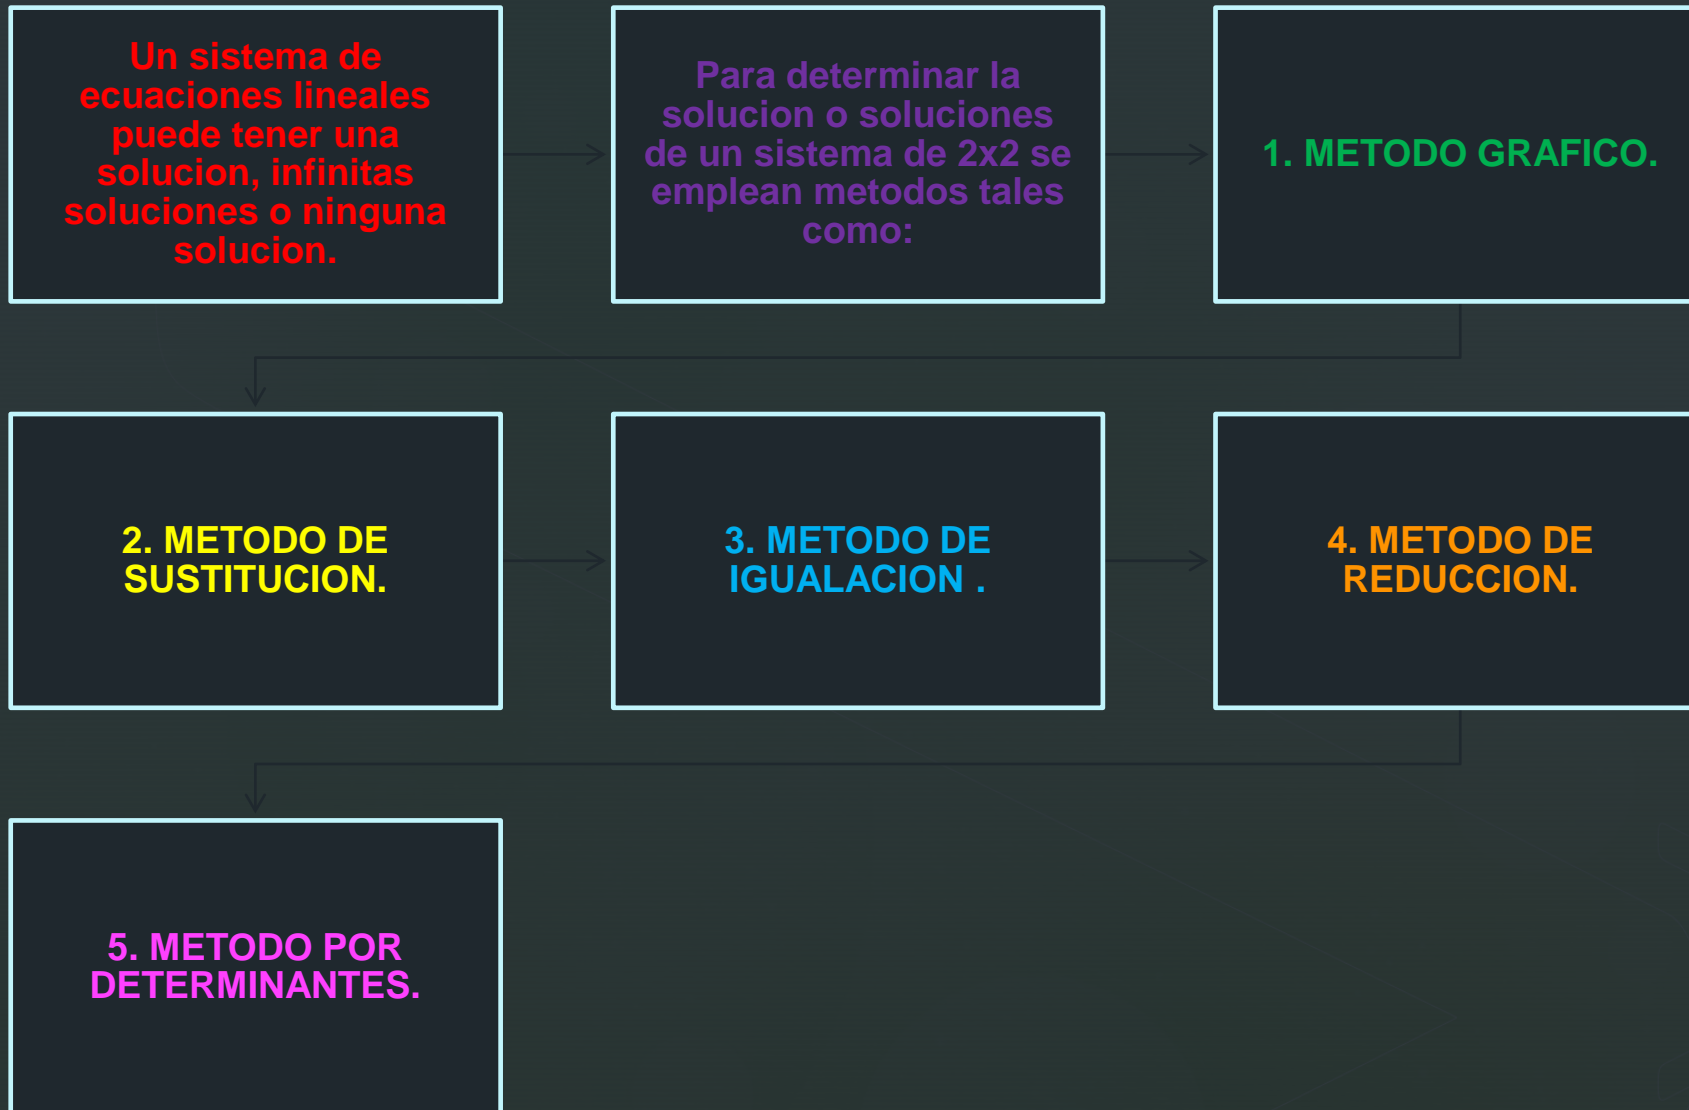 Un sistema de
ecuaciones lineales
puede tener una
solucion, infinitas
soluciones o ninguna
solucion.
Para determinar la
solucion o soluciones
de un sistema de 2x2 se
emplean metodos tales
como:
1. METODO GRAFICO.
2. METODO DE
SUSTITUCION.
3. METODO DE
IGUALACION .
4. METODO DE
REDUCCION.
5. METODO POR
DETERMINANTES.